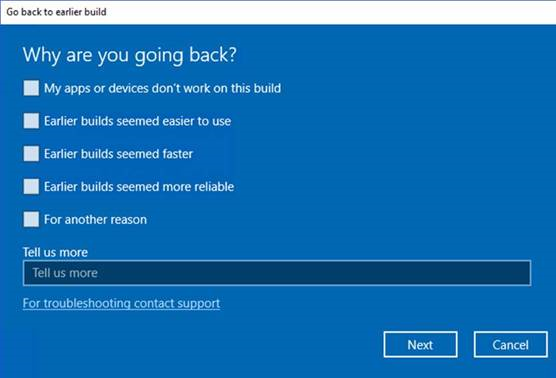 Go back to earlier build
Why are you going back?
My apps or devices don't work on this build
Earlier builds seemed easier to use
Earlier builds seemed faster
Earlier builds seemed more reliable
For another reason
Tell us more
Tell us more
For troubleshooting contact support
Next
Cancel